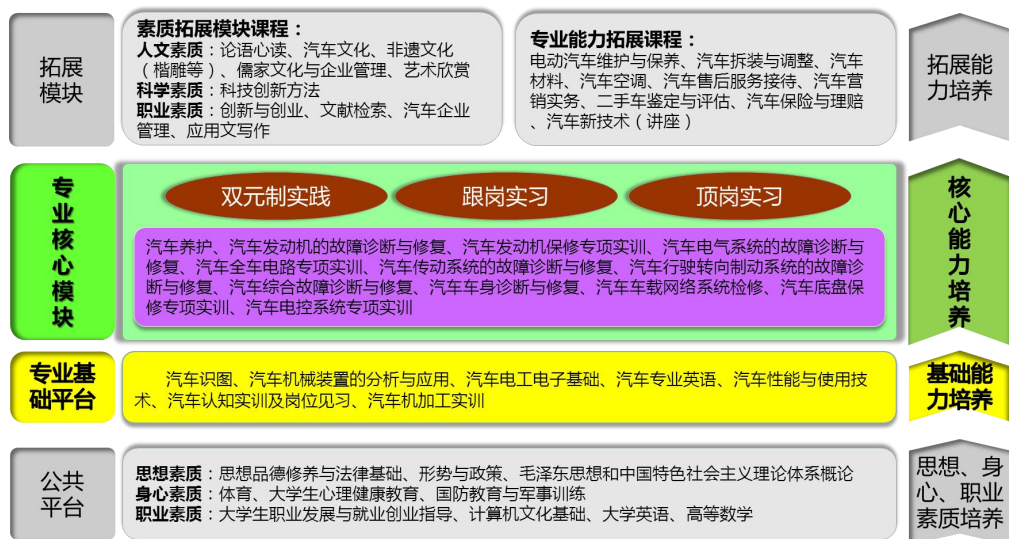 拓展
模块
素质拓展模块课程：
人文素质：论语心读、汽车文化、非遗文化
（楷雕等）、儒家文化与企业管理、艺术欣赏
科学素质：科技创新方法
职业素质：创新与创业、文献检索、汽车企业
管理、应用文写作
专业能力拓展课程：
电动汽车维护与保养、汽车拆装与调整、汽车
材料、汽车空调、汽车售后服务接待、汽车营
销实务、二手车鉴定与评估、汽车保险与理赔
、汽车新技术（讲座）
拓展能
力培养
专业核心模块
双元制实践
跟岗实习
顶岗实习
汽车养护、汽车发动机的故障诊断与修复、汽车发动机保修专项实训、汽车电气系统的故障诊断与
修复、汽车全车电路专项实训、汽车传动系统的故障诊断与修复、汽车行驶转向制动系统的故障诊
断与修复、汽车综合故障诊断与修复、汽车车身诊断与修复、汽车车载网络系统检修、汽车底盘保
修专项实训、汽车电控系统专项实训
核心能力培养
专业基
础平台
汽车识图、汽车机械装置的分析与应用、汽车电工电子基础、汽车专业英语、汽车性能与使用技
术、汽车认知实训及岗位见习、汽车机加工实训
基础能
力培养
公共
平台
思想素质：思想品德修养与法律基础、形势与政策、毛泽东思想和中国特色社会主义理论体系概论
身心素质：体育、大学生心理健康教育、国防教育与军事训练
职业素质：大学生职业发展与就业创业指导、计算机文化基础、大学英语、高等数学
思想、身
心、职业
素质培养